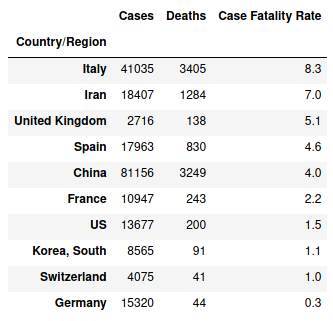 Cases Deaths Case Fatality Rate
Country/Region
Italy 41035 3405 8.3
Iran 18407 1284 7.0
United Kingdom 2716 138 5.1
Spain 17963 830 4.6
China 81156 3249 4.0
France 10947 243 2.2
US 13677 200 1.5
Korea, South 8565 91 1.1
Switzerland 4075 41 1.0
Germany 15320 44 0.3